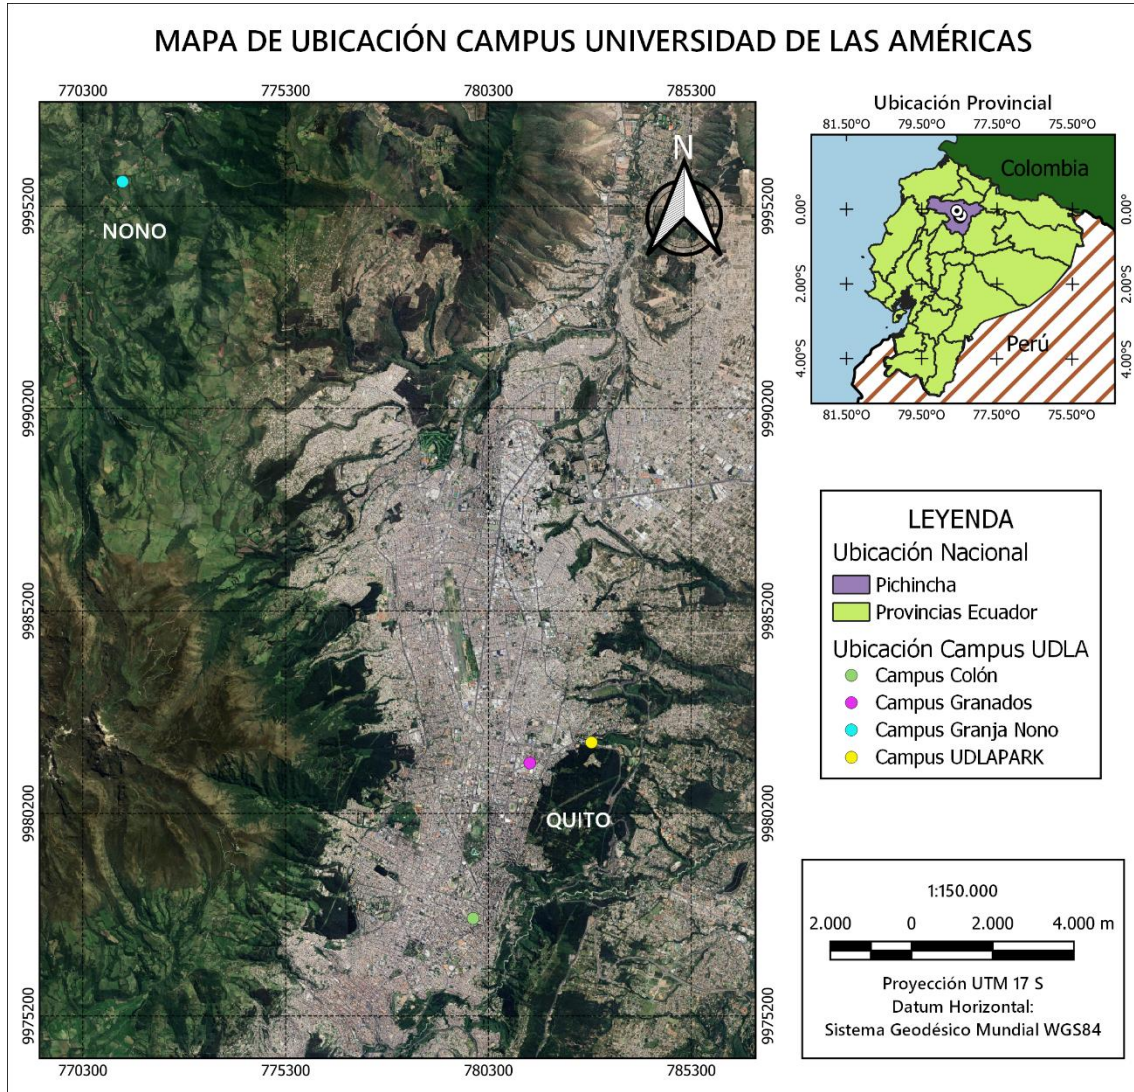 MAPA DE UBICACIÓN CAMPUS UNIVERSIDAD DE LAS AMÉRICAS
770300 775300 780300 785300
N
NONO
QUITO
9995200
9990200
9985200
9980200
9975200
9995200
9990200
9985200
9980200
9975200
770300 775300 780300 785300
Ubicación Provincial
81.50°O 79.50°O 77.50°O 75.50°O
Colombia
Perú
0.00°
2.00°S
4.00°S
0.00°
2.00°S
4.00°S
81.50°O 79.50°O 77.50°O 75.50°O
LEYENDA
Ubicación Nacional
Pichincha
Provincias Ecuador
Ubicación Campus UDLA
Campus Colón
Campus Granados
Campus Granja Nono
Campus UDLAPARK
1:150.000
2.000 0 2.000 4.000 m
Proyección UTM 17 S
Datum Horizontal:
Sistema Geodésico Mundial WGS84